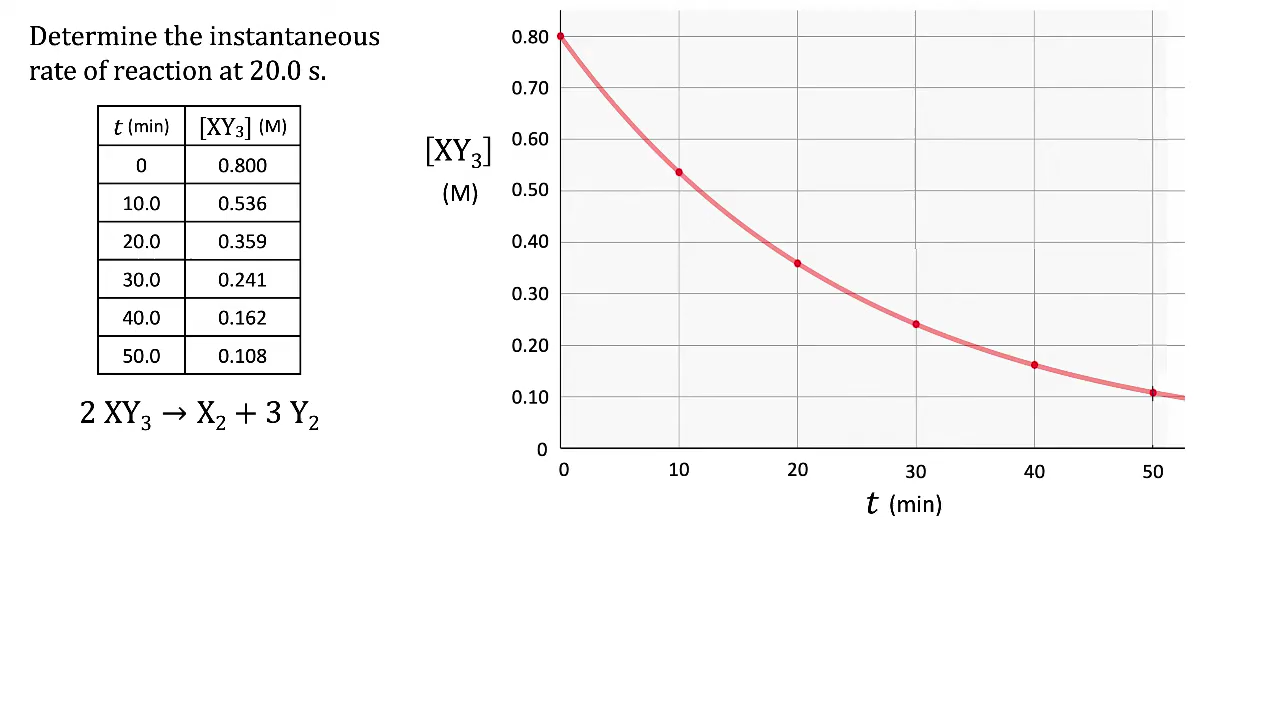 Determine the instantaneous
rate of reaction at 20.0 s.
t (min) [XY₃] (M)
0 0.800
10.0 0.536
20.0 0.359
30.0 0.241
40.0 0.162
50.0 0.108
2 XY₃ → X₂ + 3 Y₂
[XY₃]
(M)
0.80
0.70
0.60
0.50
0.40
0.30
0.20
0.10
0
0 10 20 30 40 50
t (min)